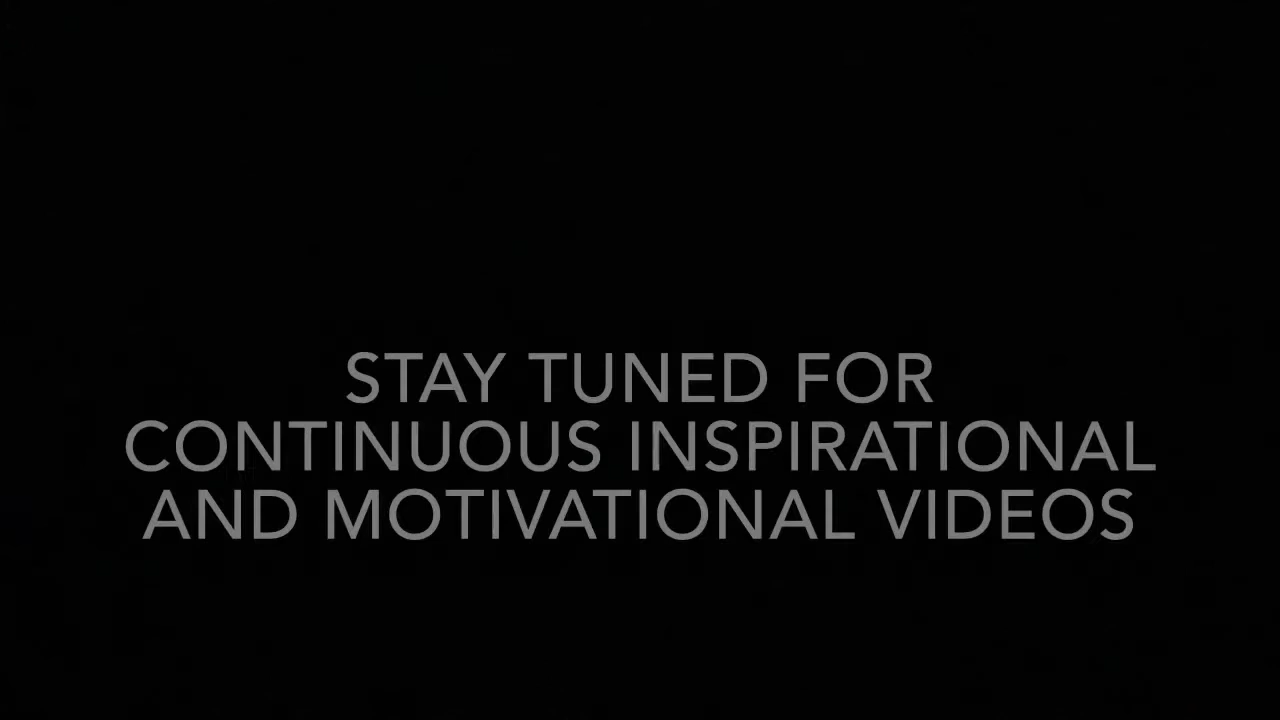 STAY TUNED FOR
CONTINUOUS INSPIRATIONAL
AND MOTIVATIONAL VIDEOS